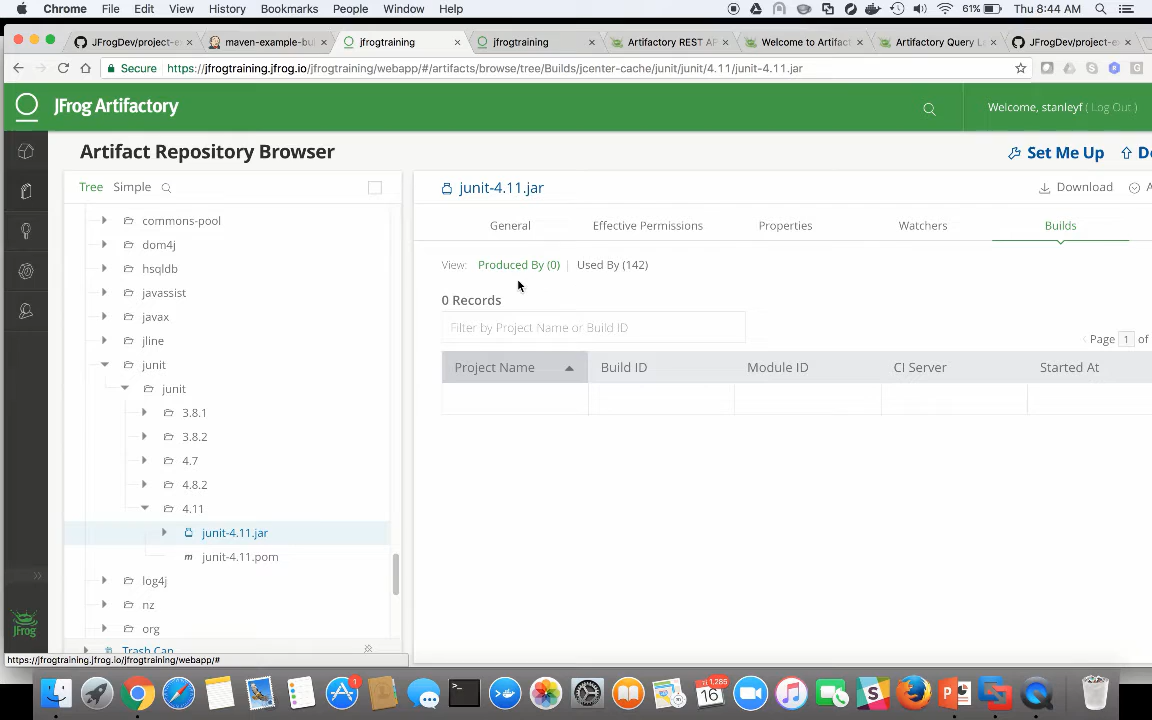 Chrome File Edit View History Bookmarks People Window Help 61% Thu 8:44 AM
JFrogDev/project-e maven-example-bu jfrogtraining jfrogtraining Artifactory REST AP Welcome to Artifact Artifactory Query La JFrogDev/project-e
Secure https://jfrogtraining.jfrog.io/jfrogtraining/webapp/#/artifacts/browse/tree/Builds/jcenter-cache/junit/junit/4.11/junit-4.11.jar
JFrog Artifactory
Welcome, stanleyf ( Log Out )
Artifact Repository Browser
Set Me Up
Tree Simple
junit-4.11.jar
Download
General Effective Permissions Properties Watchers Builds
View: Produced By (0) | Used By (142)
0 Records
Filter by Project Name or Build ID
Page 1 of
Project Name Build ID Module ID CI Server Started At
commons-pool
dom4j
hsqldb
javassist
javax
jline
junit
junit
3.8.1
3.8.2
4.7
4.8.2
4.11
junit-4.11.jar
junit-4.11.pom
log4j
nz
org
Trash Can
JFrog
https://jfrogtraining.jfrog.io/jfrogtraining/webapp/#